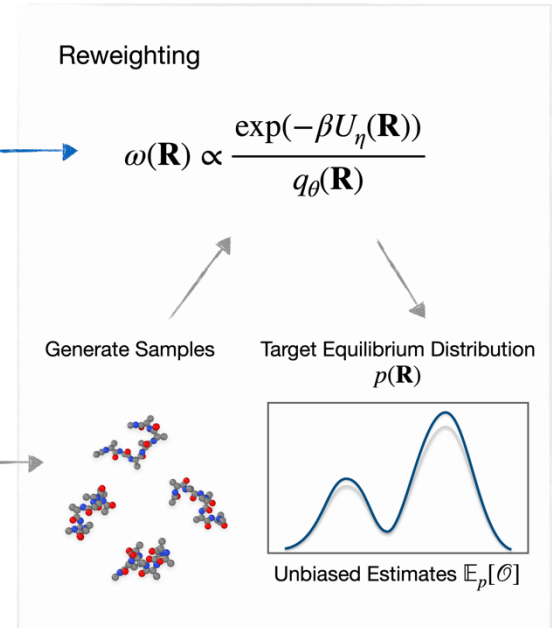 Reweighting
ω(𝐑) ∝ exp(−βU_η(𝐑)) / q_θ(𝐑)
Generate Samples
Target Equilibrium Distribution
p(𝐑)
Unbiased Estimates 𝔼_p[𝒪]